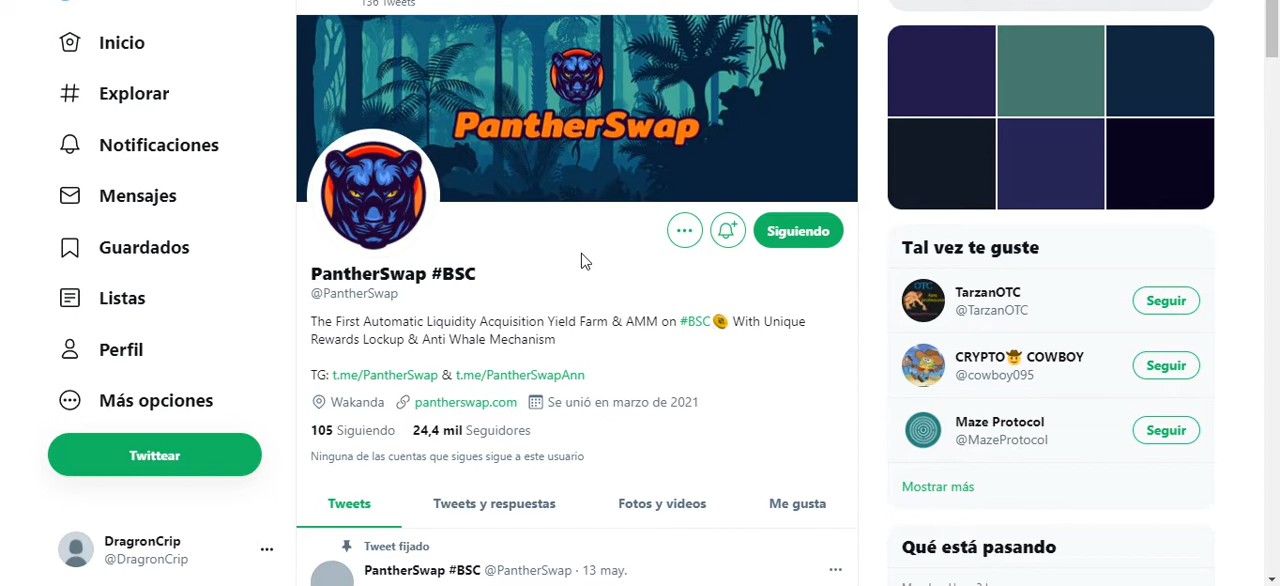 136 Tweets
Inicio
Explorar
Notificaciones
Mensajes
Guardados
Listas
Perfil
Más opciones
Twittear
DragronCrip
@DragronCrip
PantherSwap
Siguiendo
PantherSwap #BSC
@PantherSwap
The First Automatic Liquidity Acquisition Yield Farm & AMM on #BSC With Unique
Rewards Lockup & Anti Whale Mechanism
TG: t.me/PantherSwap & t.me/PantherSwapAnn
Wakanda pantherswap.com Se unió en marzo de 2021
105 Siguiendo 24,4 mil Seguidores
Ninguna de las cuentas que sigues sigue a este usuario
Tweets Tweets y respuestas Fotos y videos Me gusta
Tweet fijado
PantherSwap #BSC @PantherSwap · 13 may.
Tal vez te guste
OTC
TarzanOTC
@TarzanOTC
Seguir
CRYPTO🤠 COWBOY
@cowboy095
Seguir
Maze Protocol
@MazeProtocol
Seguir
Mostrar más
Qué está pasando